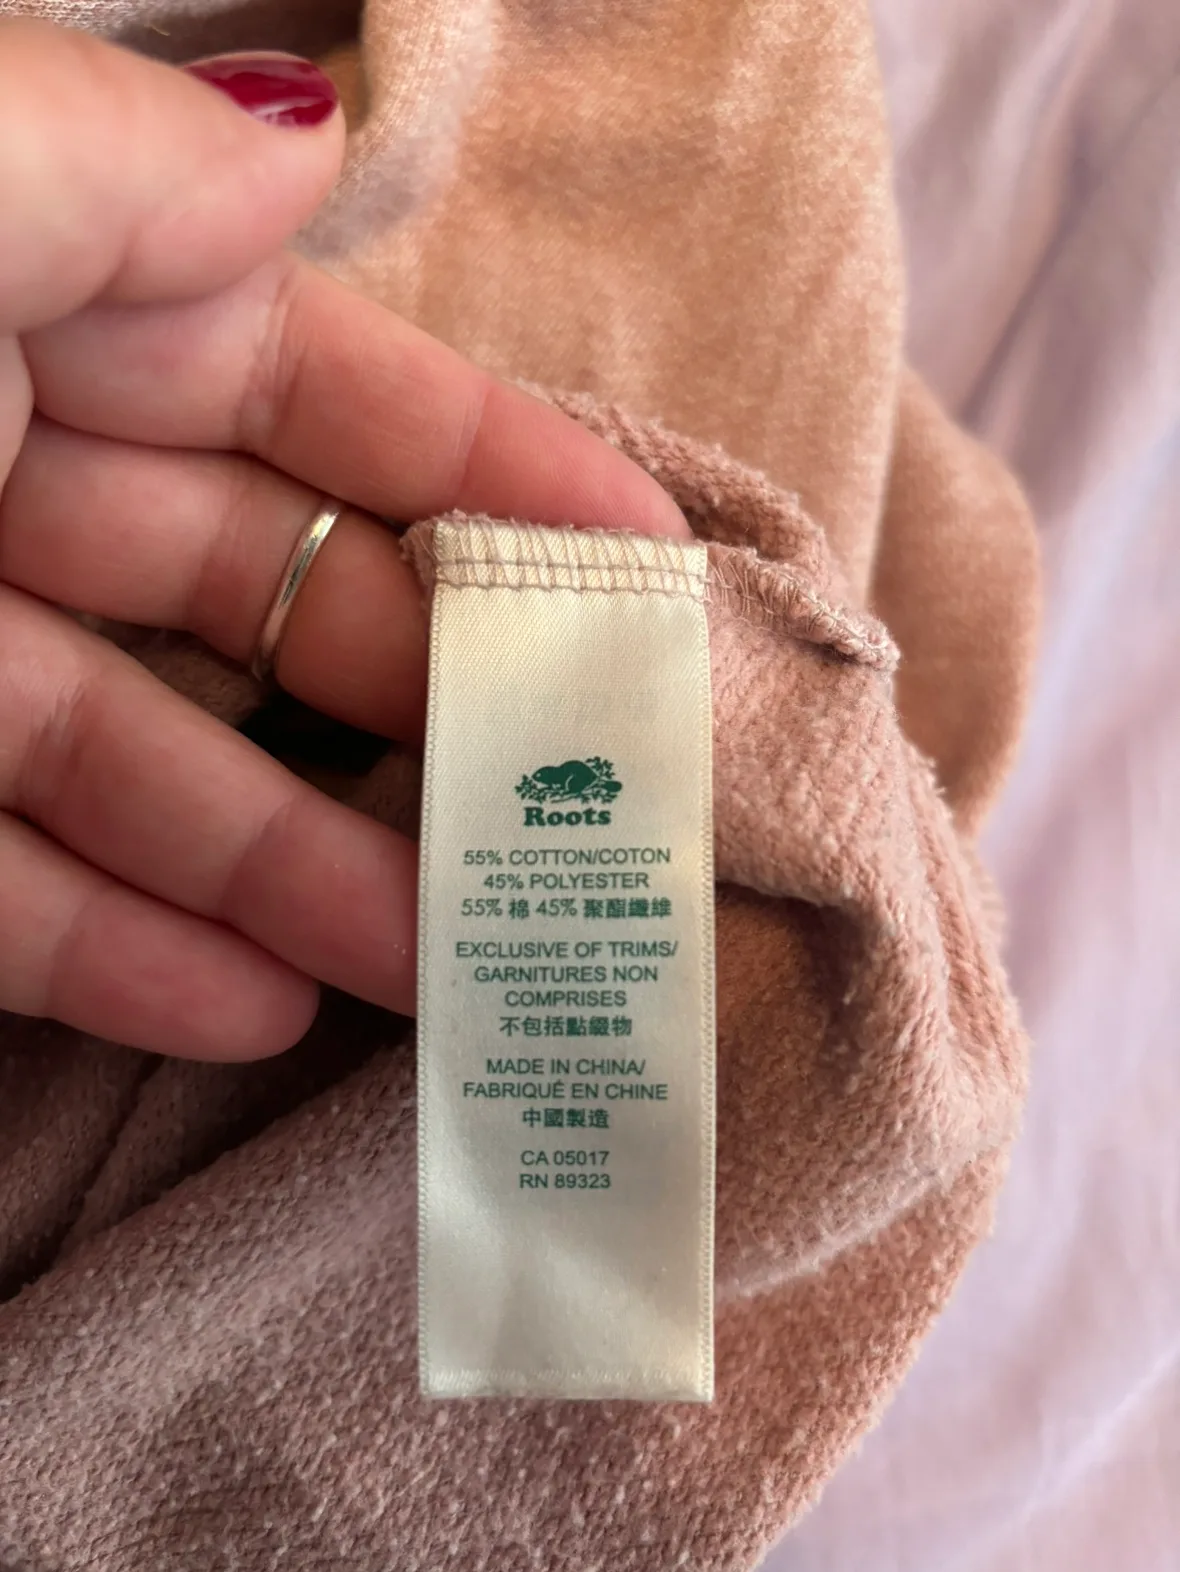 Roots
55% COTTON/COTON
45% POLYESTER
55% 棉 45% 聚酯纖維
EXCLUSIVE OF TRIMS/
GARNITURES NON
COMPRISES
不包括點綴物
MADE IN CHINA/
FABRIQUÉ EN CHINE
中國製造
CA 05017
RN 89323